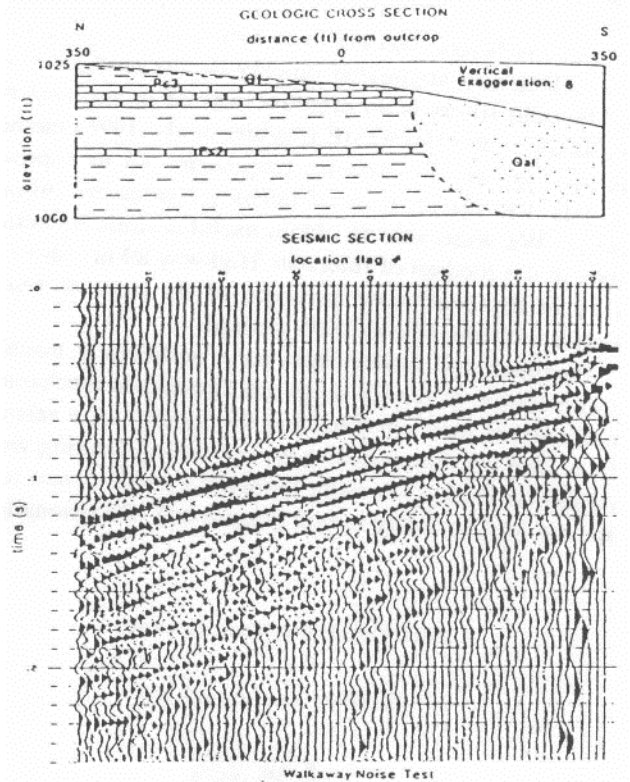 GEOLOGIC CROSS SECTION
N
S
distance (ft) from outcrop
350
0
350
1025
Vertical
Exaggeration: 8
elevation (ft)
Qal
1000
SEISMIC SECTION
location flag #
.0
.1
time (s)
.2
Walkaway Noise Test